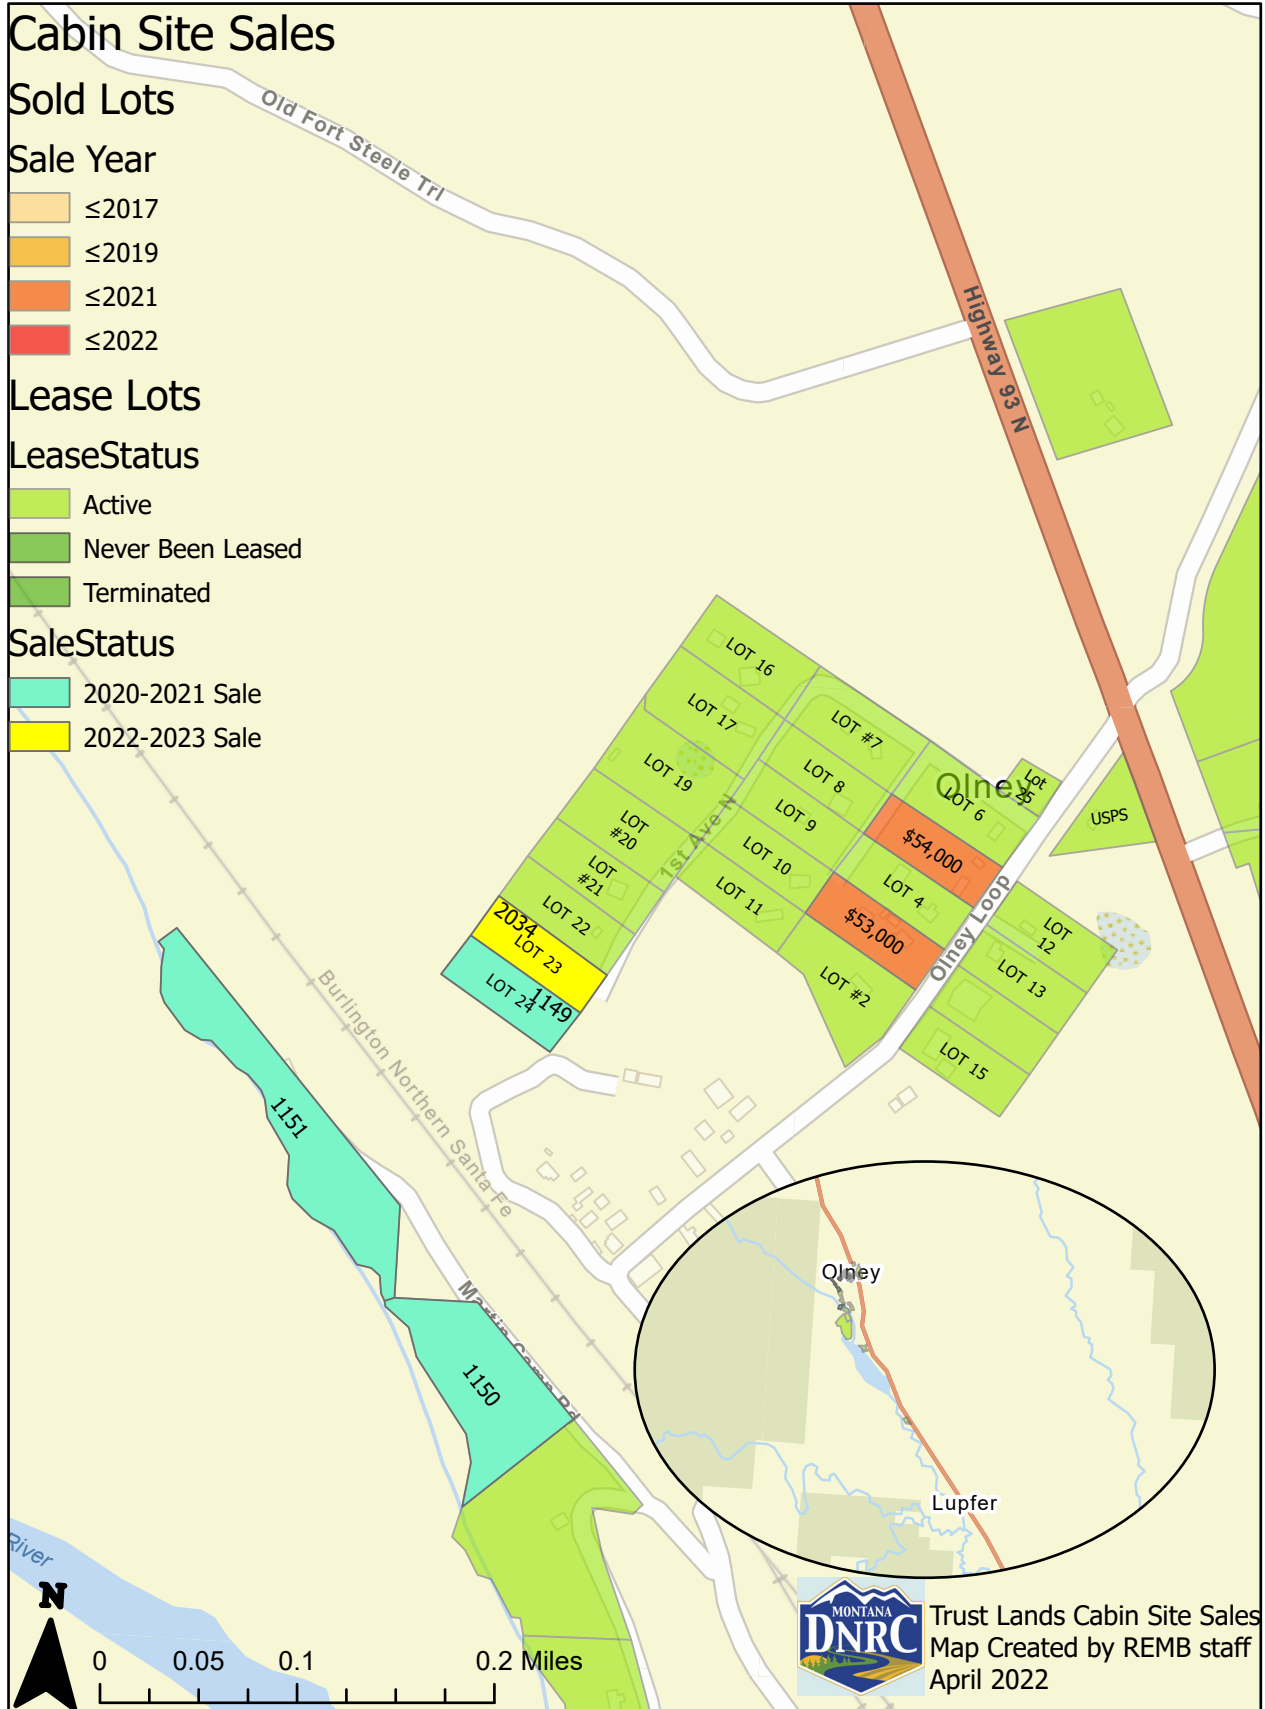 Cabin Site Sales
Sold Lots
Sale Year
≤2017
≤2019
≤2021
≤2022
Lease Lots
LeaseStatus
Active
Never Been Leased
Terminated
SaleStatus
2020-2021 Sale
2022-2023 Sale
Old Fort Steele Trl
Highway 93 N
LOT 16
LOT 17
LOT #7
LOT 19
LOT 8
Olney
Lot
25
LOT 6
USPS
LOT
#20
LOT 9
$54,000
1st Ave N
LOT
#21
LOT 10
LOT 4
LOT 11
LOT 22
$53,000
Olney Loop
LOT
12
2034
LOT 23
LOT 13
LOT #2
LOT 24
1149
LOT 15
Burlington Northern Santa Fe
1151
Martin Camp Rd
1150
Olney
Lupfer
River
N
0 0.05 0.1 0.2 Miles
MONTANA
DNRC
Trust Lands Cabin Site Sales
Map Created by REMB staff
April 2022